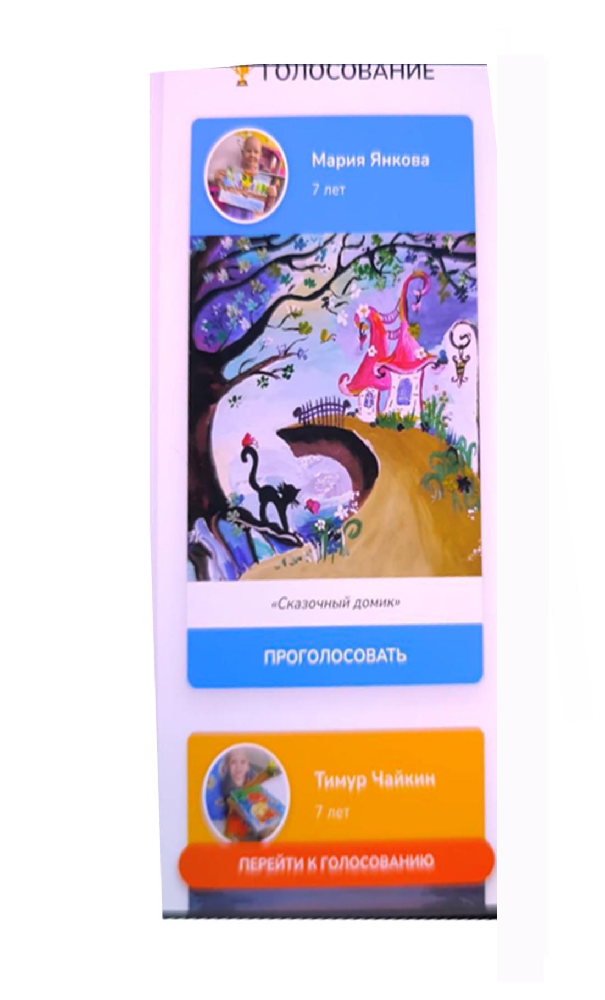 ГОЛОСОВАНИЕ
Мария Янкова
7 лет
«Сказочный домик»
ПРОГОЛОСОВАТЬ
Тимур Чайкин
7 лет
ПЕРЕЙТИ К ГОЛОСОВАНИЮ